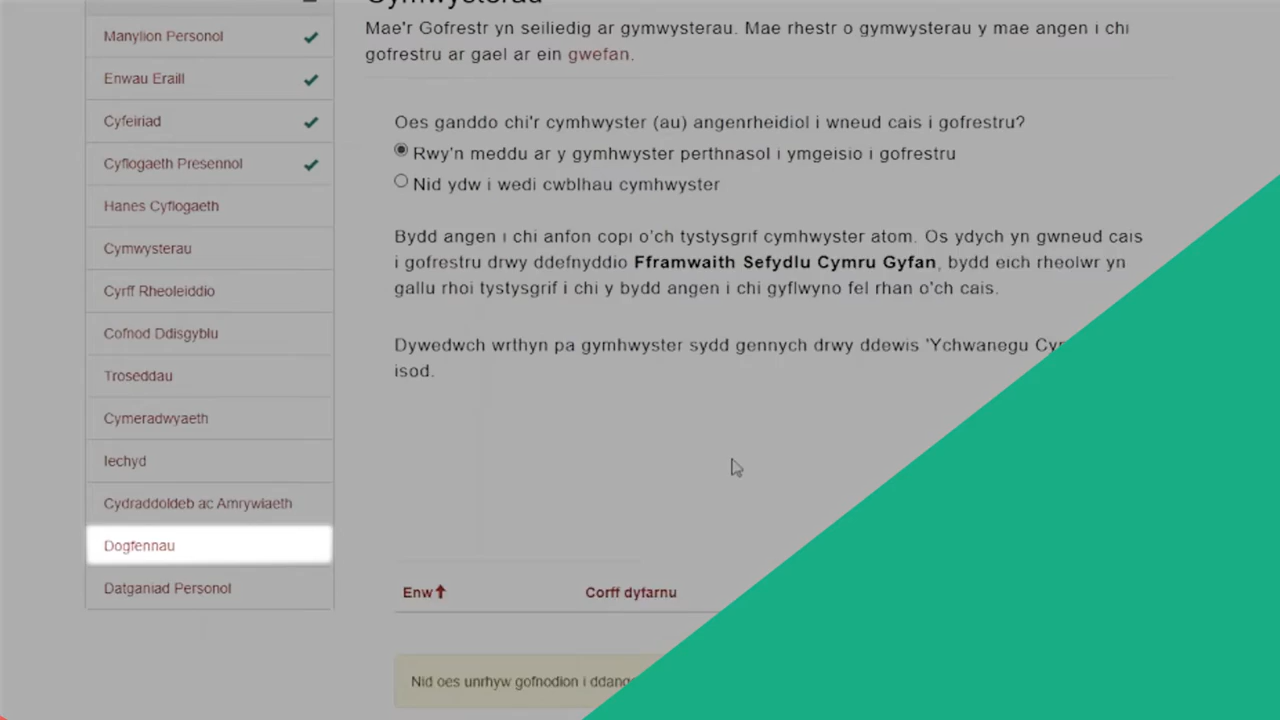 Manylion Personol
Enwau Eraill
Cyfeiriad
Cyflogaeth Presennol
Hanes Cyflogaeth
Cymwysterau
Cyrff Rheoleiddio
Cofnod Ddisgyblu
Troseddau
Cymeradwyaeth
Iechyd
Cydraddoldeb ac Amrywiaeth
Dogfennau
Datganiad Personol
Mae'r Gofrestr yn seiliedig ar gymwysterau. Mae rhestr o gymwysterau y mae angen i chi
gofrestru ar gael ar ein gwefan.
Oes ganddo chi'r cymhwyster (au) angenrheidiol i wneud cais i gofrestru?
Rwy'n meddu ar y gymhwyster perthnasol i ymgeisio i gofrestru
Nid ydw i wedi cwblhau cymhwyster
Bydd angen i chi anfon copi o'ch tystysgrif cymhwyster atom. Os ydych yn gwneud cais
i gofrestru drwy ddefnyddio Fframwaith Sefydlu Cymru Gyfan, bydd eich rheolwr yn
gallu rhoi tystysgrif i chi y bydd angen i chi gyflwyno fel rhan o'ch cais.
Dywedwch wrthyn pa gymhwyster sydd gennych drwy ddewis 'Ychwanegu
isod.
Enw
Corff dyfarnu
Nid oes unrhyw gofnodion i